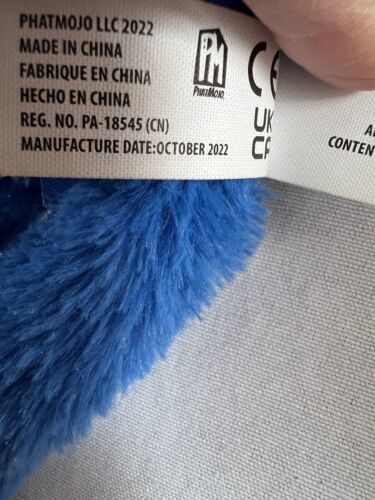 PHATMOJO LLC 2022
MADE IN CHINA
FABRIQUE EN CHINA
HECHO EN CHINA
REG. NO. PA-18545 (CN)
MANUFACTURE DATE:OCTOBER 2022
PM
PHATMOJO.
CE
UK
CA
CONTEN